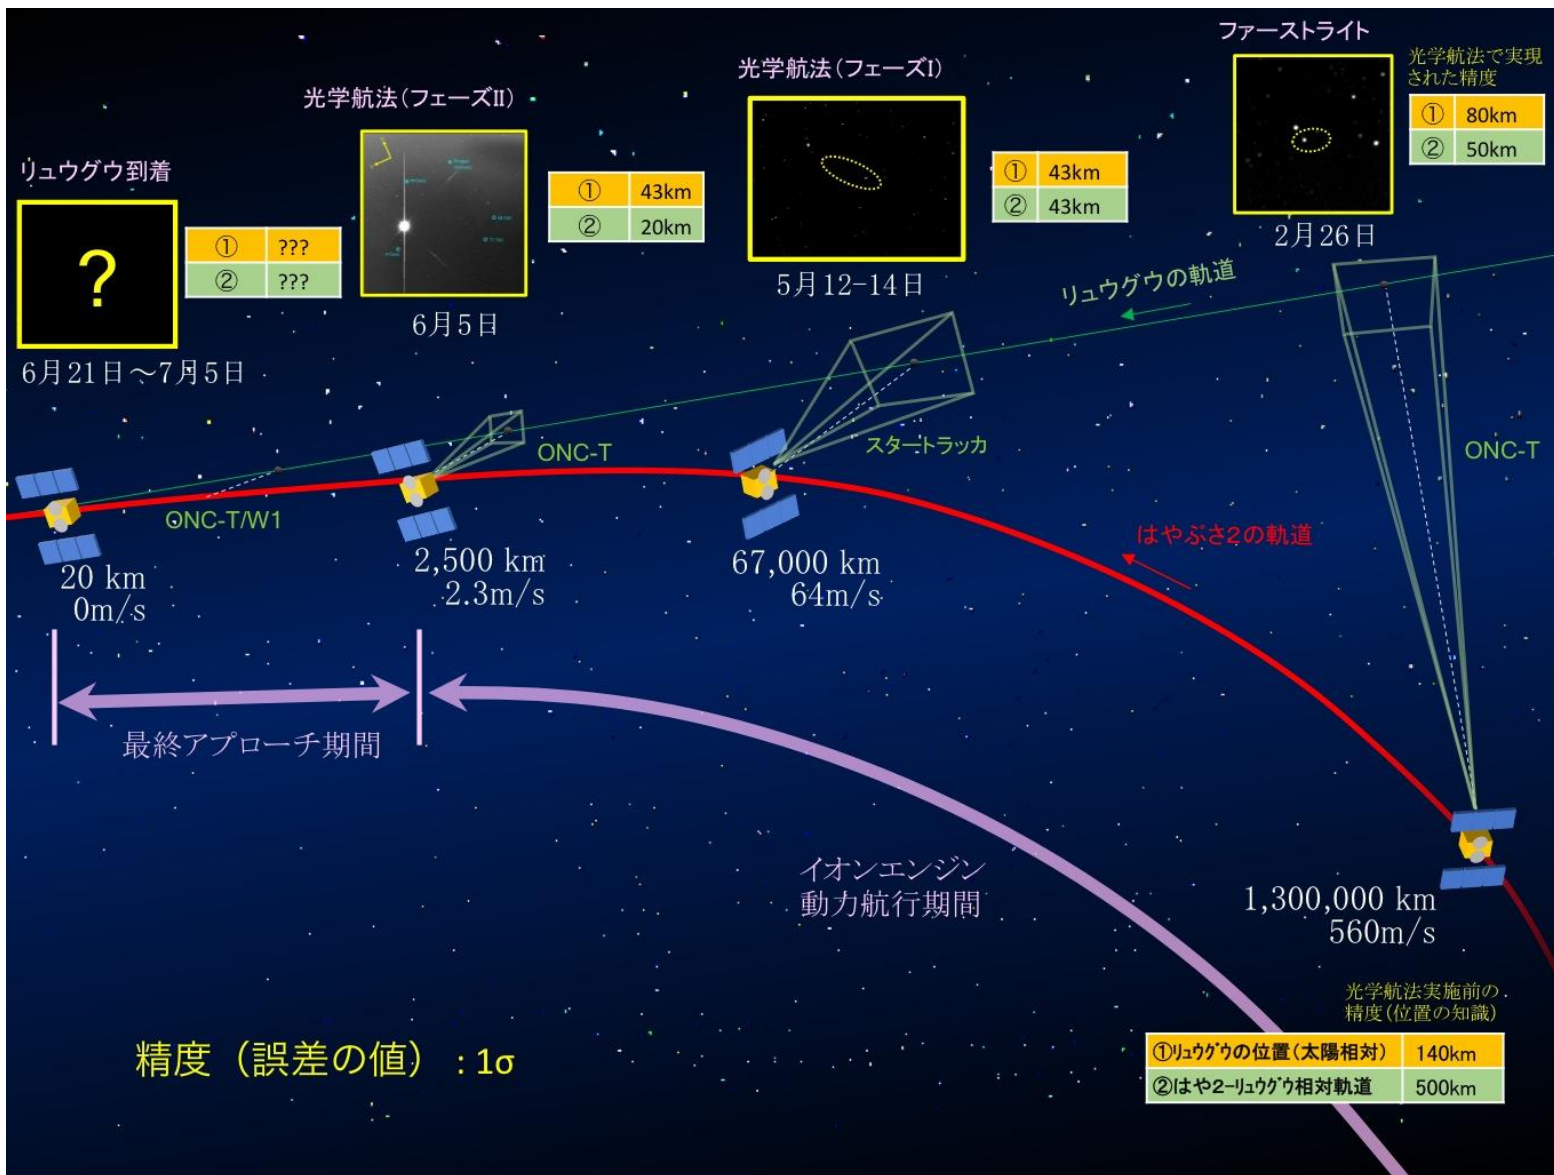 ファーストライト
光学航法で実現
された精度
① 80km
② 50km
2月26日
光学航法(フェーズI)
① 43km
② 43km
5月12-14日
光学航法(フェーズII)
① 43km
② 20km
6月5日
リュウグウ到着
?
① ???
② ???
6月21日～7月5日
リュウグウの軌道
ONC-T
スタートラッカ
ONC-T
ONC-T/W1
はやぶさ2の軌道
20 km
0m/s
2,500 km
2.3m/s
67,000 km
64m/s
1,300,000 km
560m/s
最終アプローチ期間
イオンエンジン
動力航行期間
光学航法実施前の
精度(位置の知識)
①リュウグウの位置(太陽相対) 140km
②はや2-リュウグウ相対軌道 500km
精度（誤差の値）: 1σ